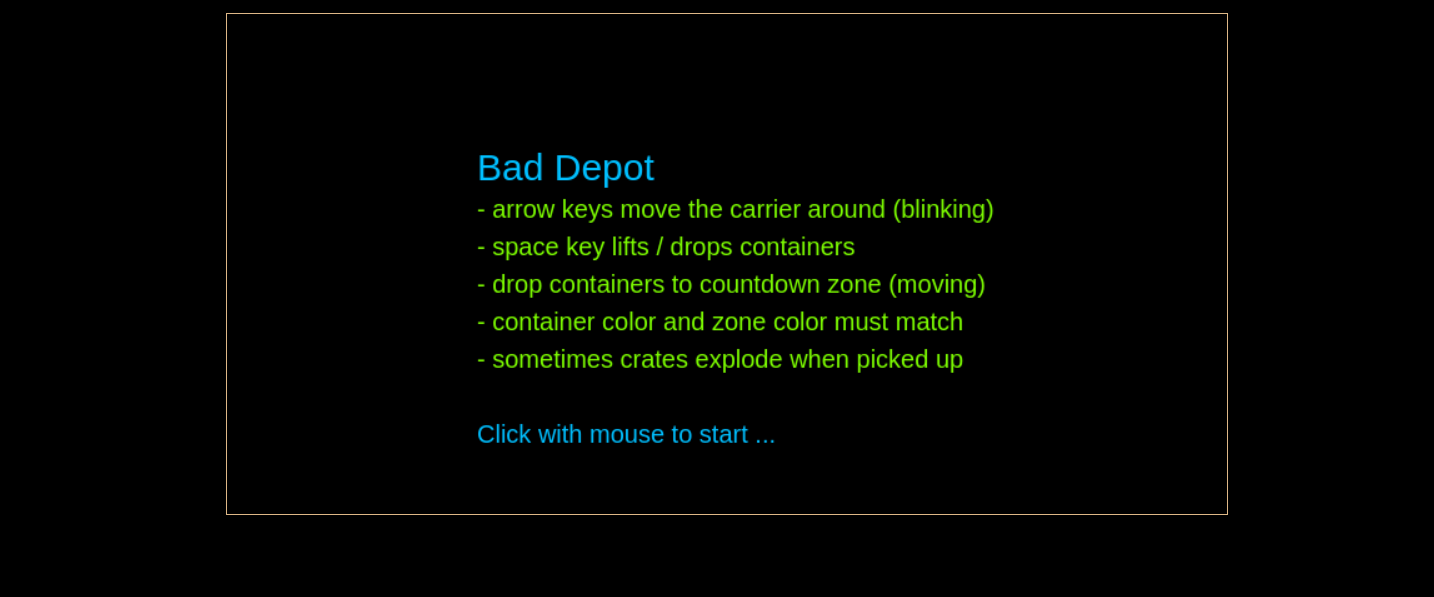 Bad Depot
- arrow keys move the carrier around (blinking)
- space key lifts / drops containers
- drop containers to countdown zone (moving)
- container color and zone color must match
- sometimes crates explode when picked up
Click with mouse to start ...